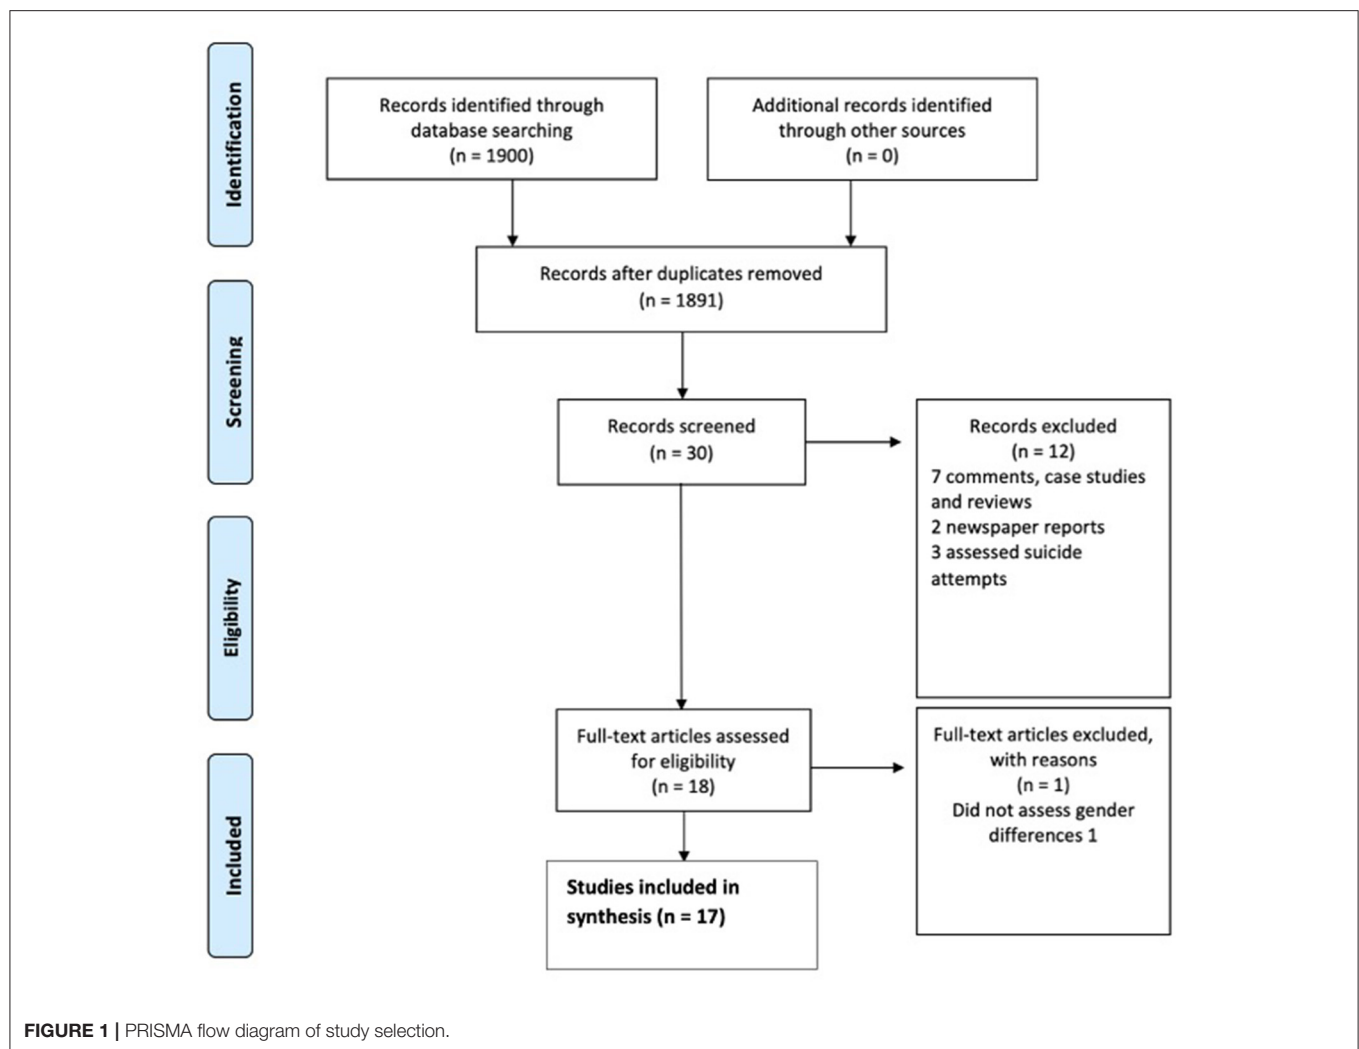 Identification
Records identified through
database searching
(n = 1900)
Additional records identified
through other sources
(n = 0)
Records after duplicates removed
(n = 1891)
Screening
Records screened
(n = 30)
Records excluded
(n = 12)
7 comments, case studies
and reviews
2 newspaper reports
3 assessed suicide
attempts
Eligibility
Full-text articles assessed
for eligibility
(n = 18)
Full-text articles excluded,
with reasons
(n = 1)
Did not assess gender
differences 1
Included
Studies included in
synthesis (n = 17)
FIGURE 1 | PRISMA flow diagram of study selection.